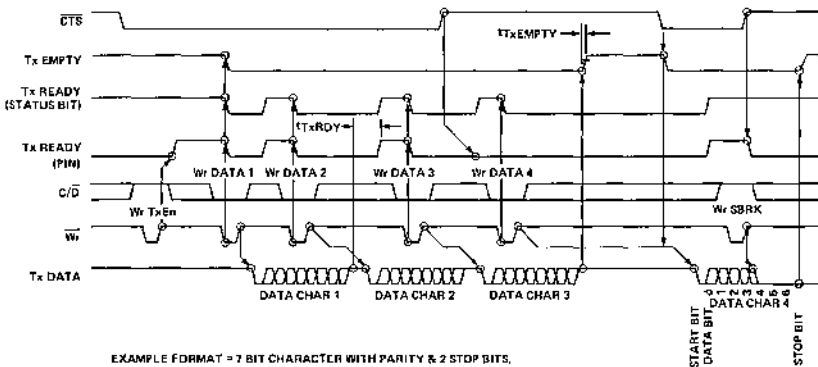 CTS
tTxEMPTY
Tx EMPTY
Tx READY
(STATUS BIT)
tTxRDY
Tx READY
(PIN)
Wr DATA 1
Wr DATA 2
Wr DATA 3
Wr DATA 4
C/D
Wr TxEn
Wr SBRK
Wr
Tx DATA
DATA CHAR 1
DATA CHAR 2
DATA CHAR 3
DATA CHAR 4
START BIT
DATA BIT
0 1 2 3 4 5 6
STOP BIT
EXAMPLE FORMAT = 7 BIT CHARACTER WITH PARITY & 2 STOP BITS.